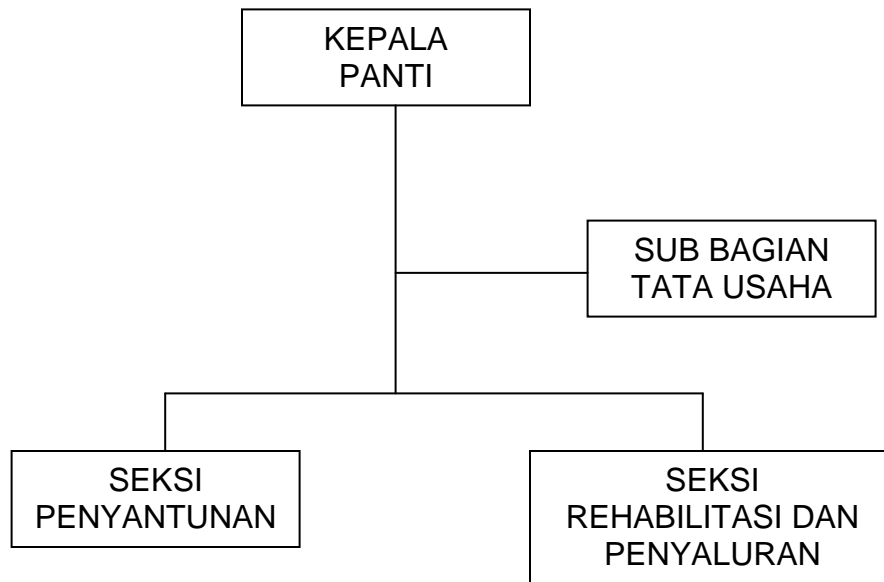 KEPALA
PANTI
SUB BAGIAN
TATA USAHA
SEKSI
PENYANTUNAN
SEKSI
REHABILITASI DAN
PENYALURAN